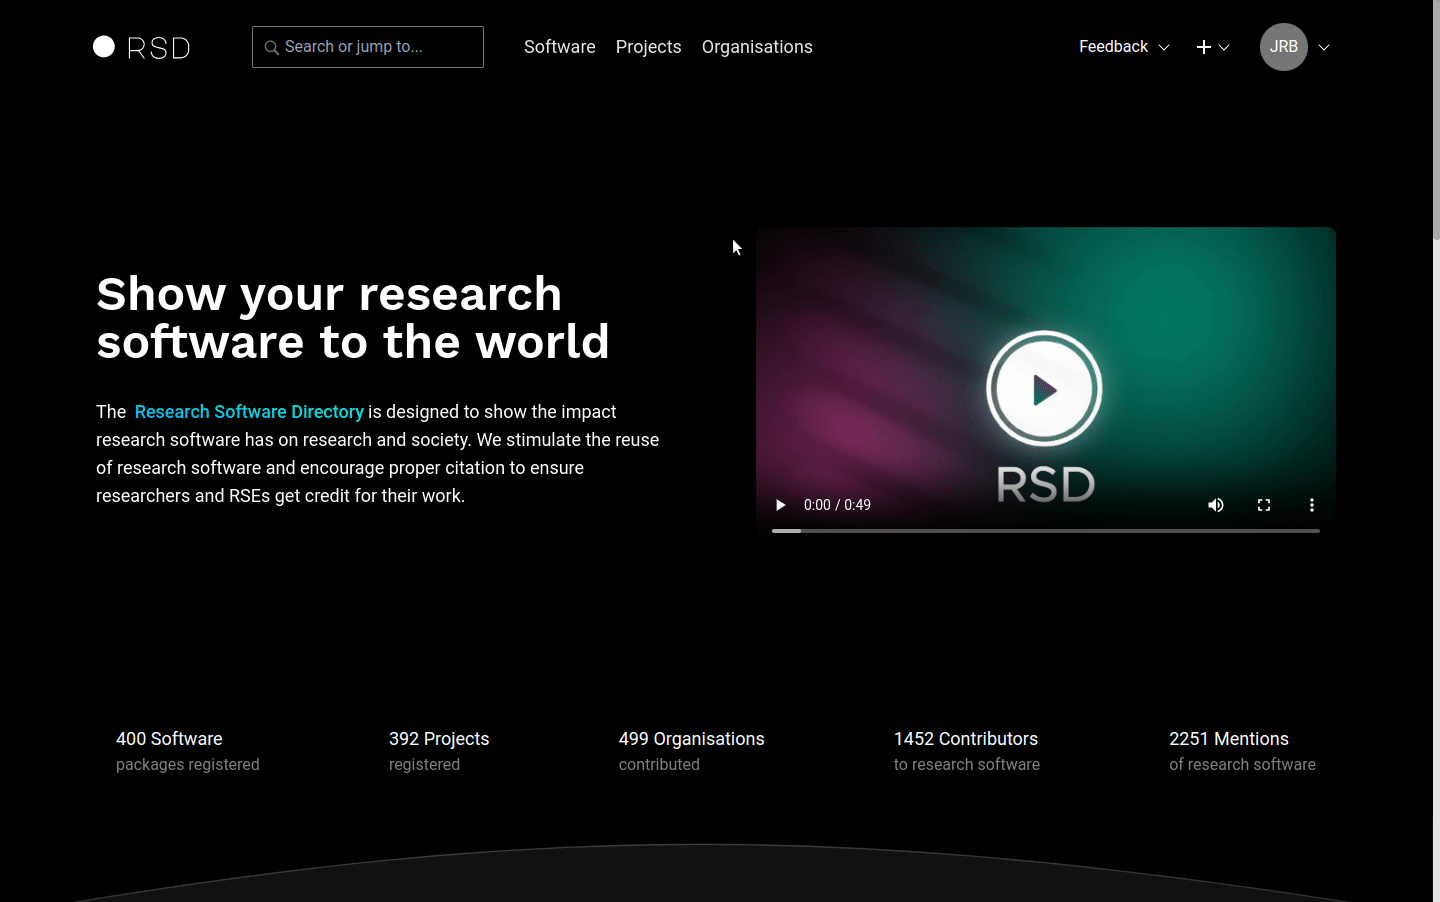 RSD
Search or jump to...
Software Projects Organisations
Feedback
JRB
Show your research
software to the world
The Research Software Directory is designed to show the impact
research software has on research and society. We stimulate the reuse
of research software and encourage proper citation to ensure
researchers and RSEs get credit for their work.
RSD
0:00 / 0:49
400 Software
packages registered
392 Projects
registered
499 Organisations
contributed
1452 Contributors
to research software
2251 Mentions
of research software